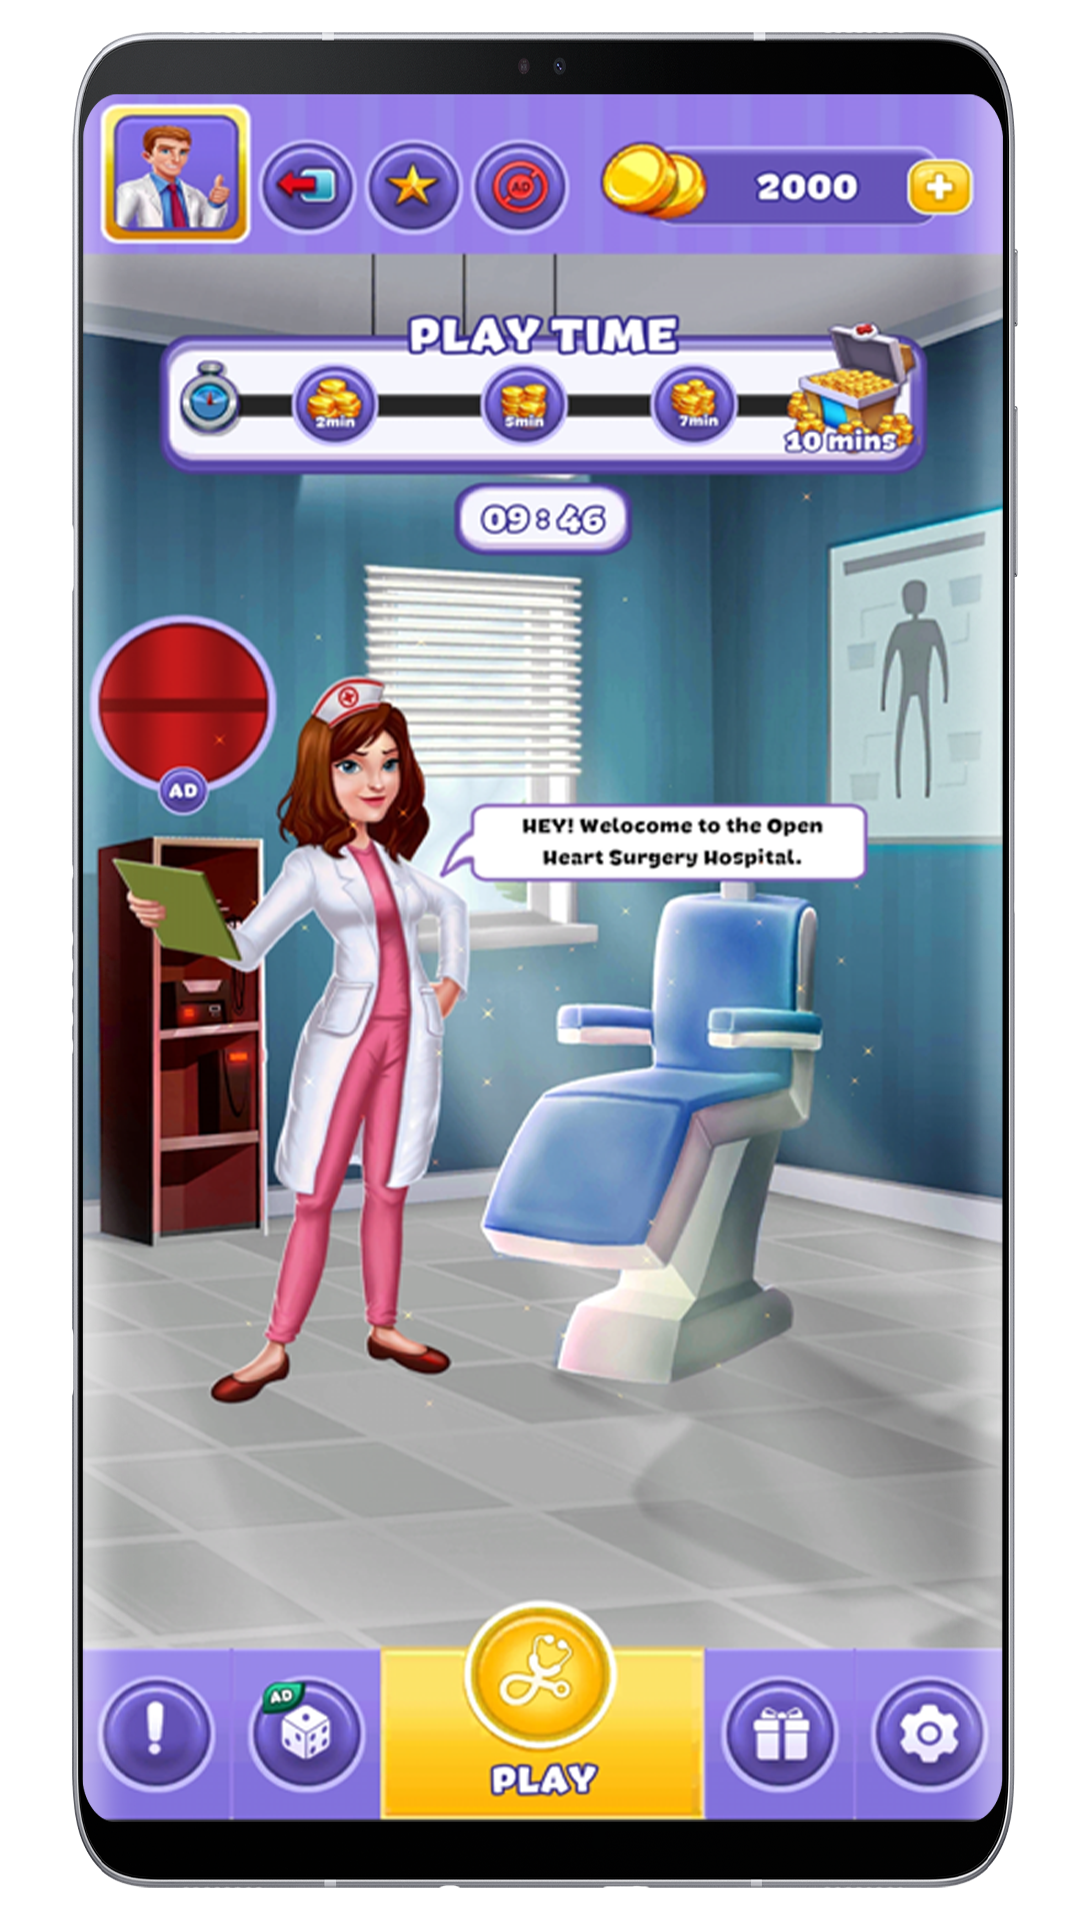 AD
2000
PLAY TIME
2min
5min
7min
10 mins
09:46
AD
HEY! Welocome to the Open
Heart Surgery Hospital.
AD
PLAY